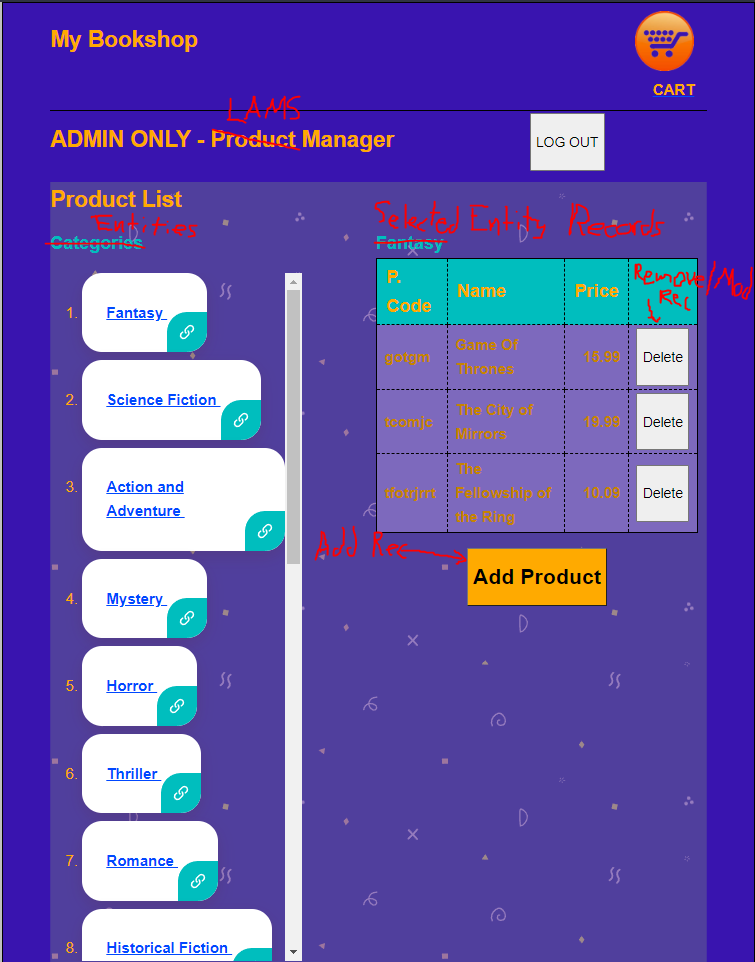 My Bookshop
CART
LAMS
ADMIN ONLY - Product Manager
LOG OUT
Product List
Entities
Categories
1. Fantasy
2. Science Fiction
3. Action and
Adventure
4. Mystery
5. Horror
6. Thriller
7. Romance
8. Historical Fiction
Selected Entity Records
Fantasy
Remove/Mod
Rec
P. Code Name Price
gotgm Game Of Thrones 15.99 Delete
tcomjc The City of Mirrors 19.99 Delete
tfotrjrrt The Fellowship of the Ring 10.09 Delete
Add Rec
Add Product